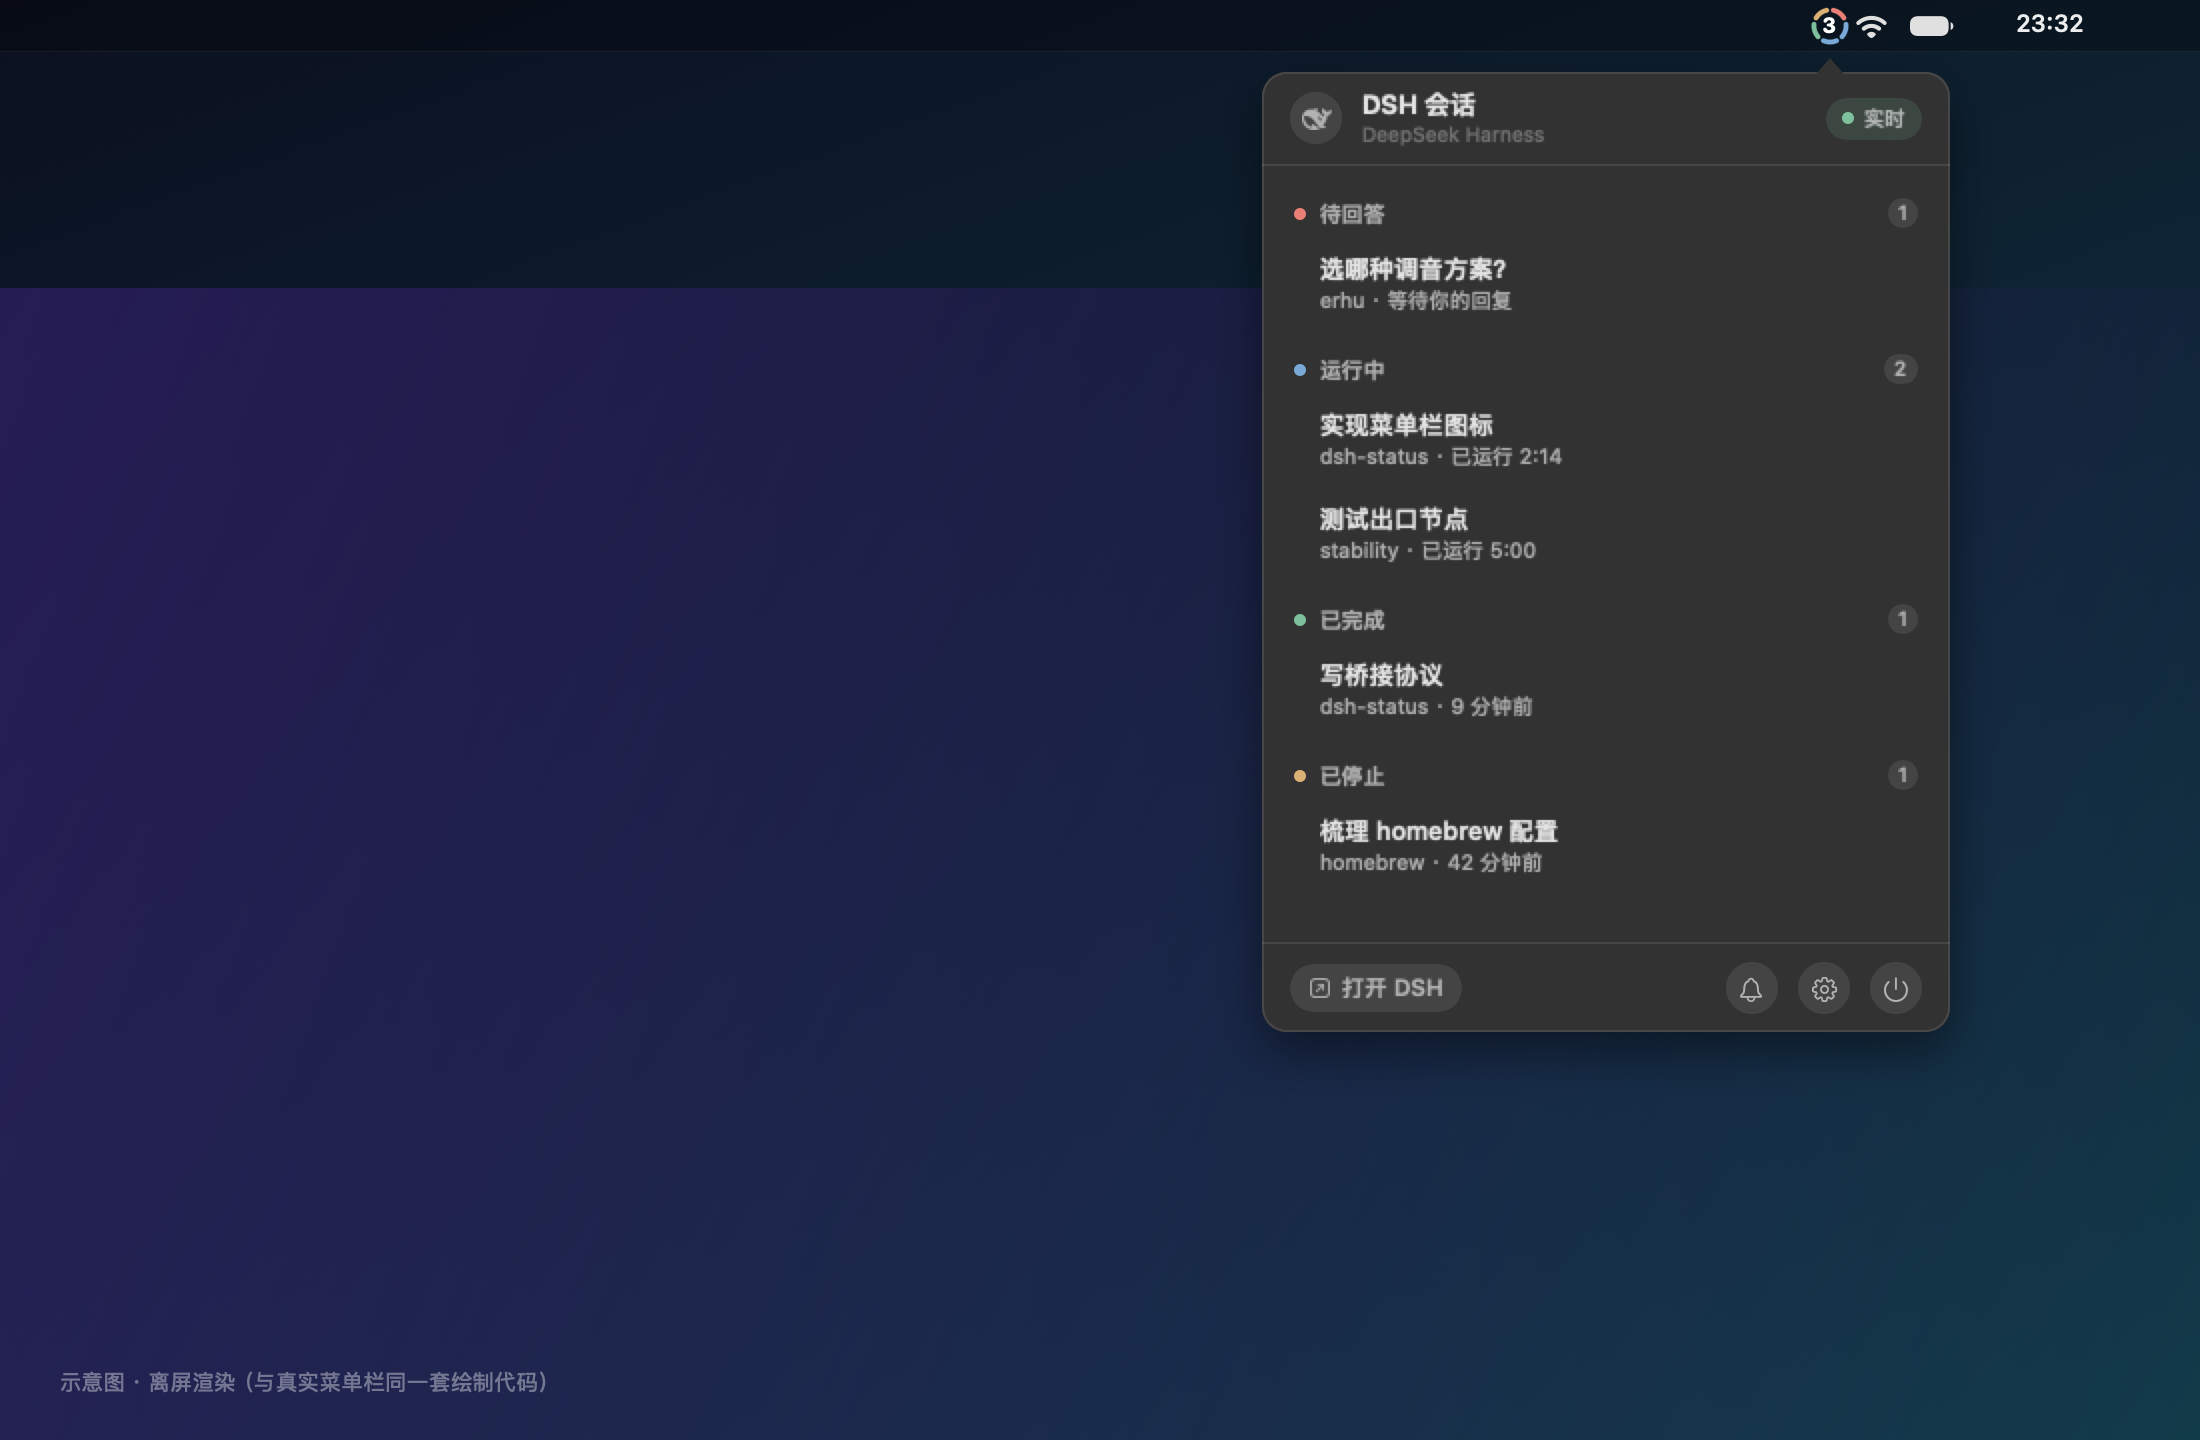 3
23:32
DSH 会话
DeepSeek Harness
实时
待回答
1
选哪种调音方案?
erhu · 等待你的回复
运行中
2
实现菜单栏图标
dsh-status · 已运行 2:14
测试出口节点
stability · 已运行 5:00
已完成
1
写桥接协议
dsh-status · 9 分钟前
已停止
1
梳理 homebrew 配置
homebrew · 42 分钟前
打开 DSH
示意图 · 离屏渲染（与真实菜单栏同一套绘制代码）